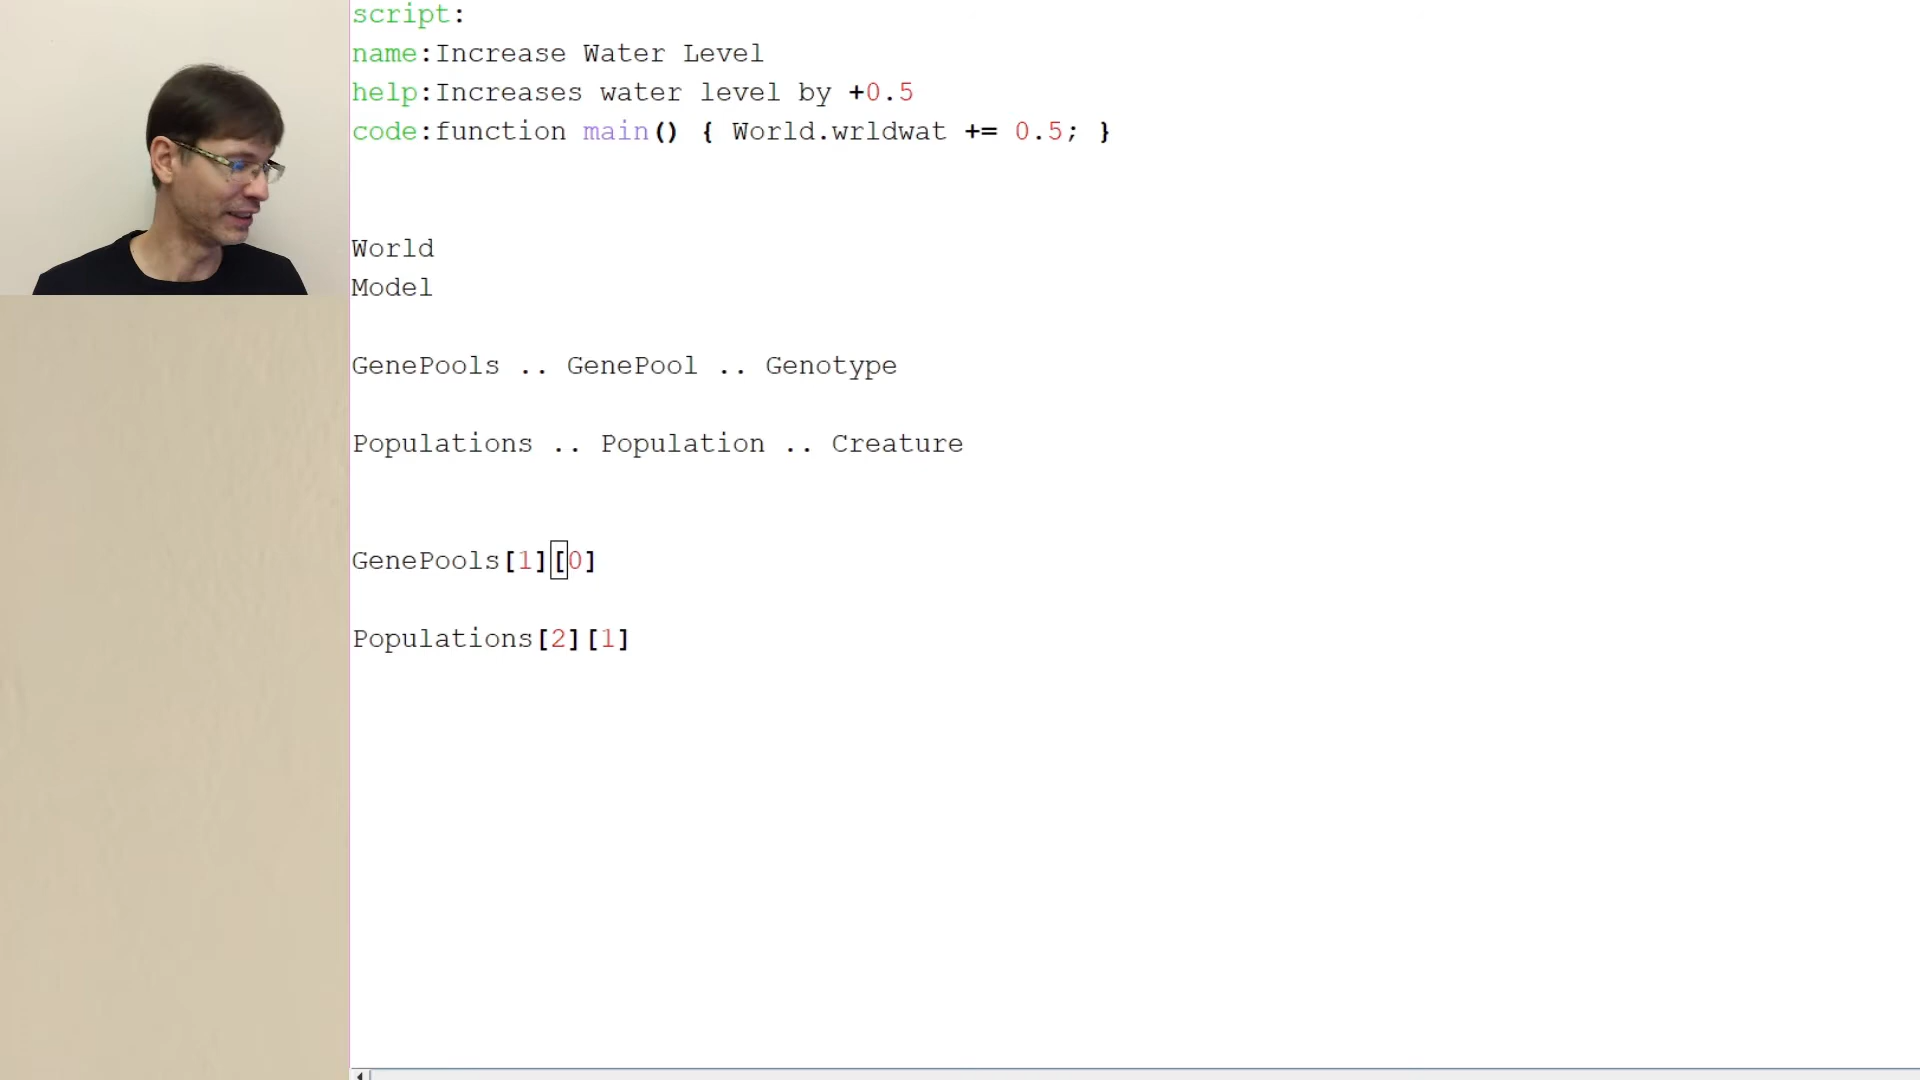 script:
name:Increase Water Level
help:Increases water level by +0.5
code:function main() { World.wrldwat += 0.5; }
World
Model
GenePools .. GenePool .. Genotype
Populations .. Population .. Creature
GenePools[1][0]
Populations[2][1]